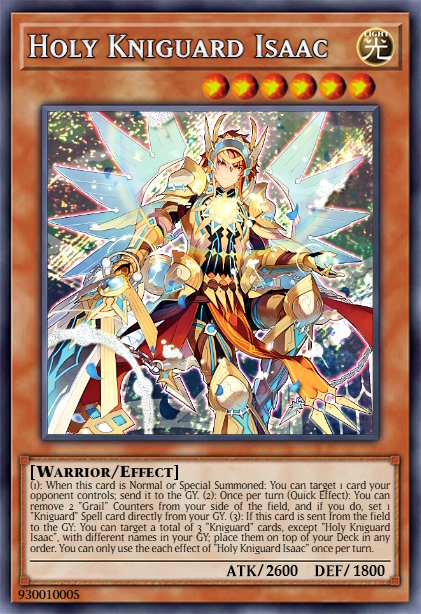 Holy Kniguard Isaac
LIGHT
光
[Warrior/Effect]
(1): When this card is Normal or Special Summoned: You can target 1 card your
opponent controls; send it to the GY. (2): Once per turn (Quick Effect): You can
remove 2 "Grail" Counters from your side of the field, and if you do, set 1
"Kniguard" Spell card directly from your GY. (3): If this card is sent from the field
to the GY: You can target a total of 3 "Kniguard" cards, except "Holy Kniguard
Isaac", with different names in your GY; place them on top of your Deck in any
order. You can only use the each effect of "Holy Kniguard Isaac" once per turn.
ATK/2600 DEF/1800
930010005